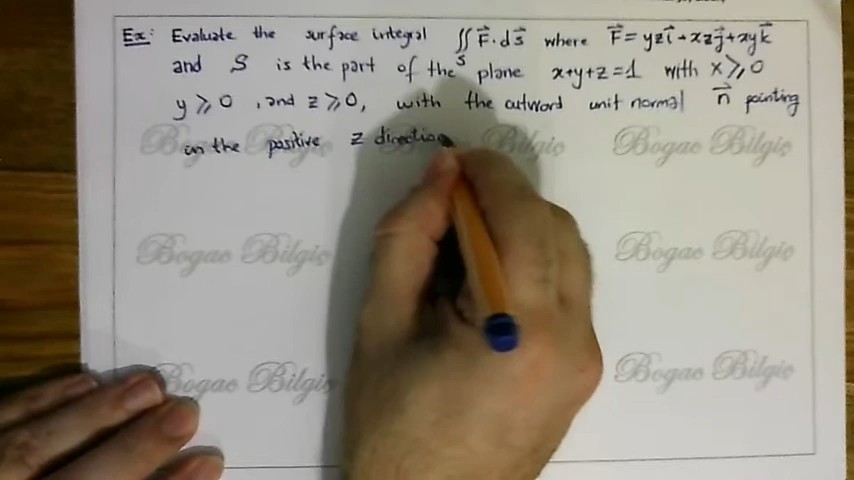 Ex: Evaluate the surface integral ∬_S F⃗·ds⃗ where F⃗ = yz i⃗ + xz j⃗ + xy k⃗
and S is the part of the plane x+y+z=1 with x⩾0
y⩾0, and z⩾0, with the outward unit normal n⃗ pointing
in the positive z direction
Bogac Bilgic Bogac Bilgic
Bogac Bilgic Bogac Bilgic
Bogac Bilgic Bogac Bilgic